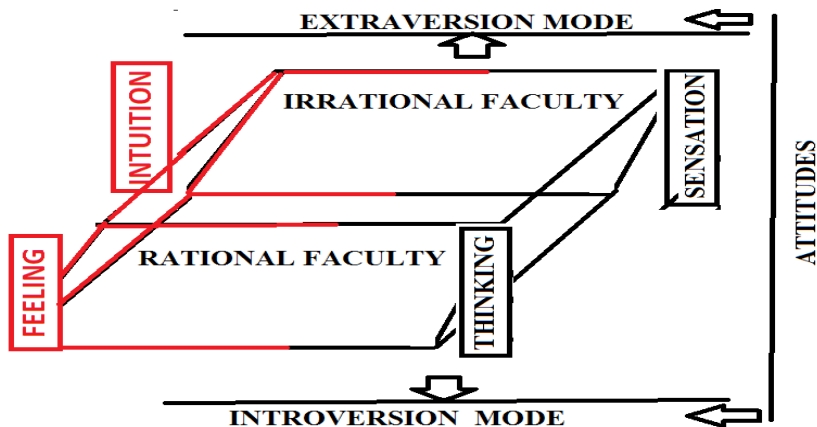 EXTRAVERSION MODE
INTUITION
IRRATIONAL FACULTY
SENSATION
ATTITUDES
FEELING
RATIONAL FACULTY
THINKING
INTROVERSION MODE